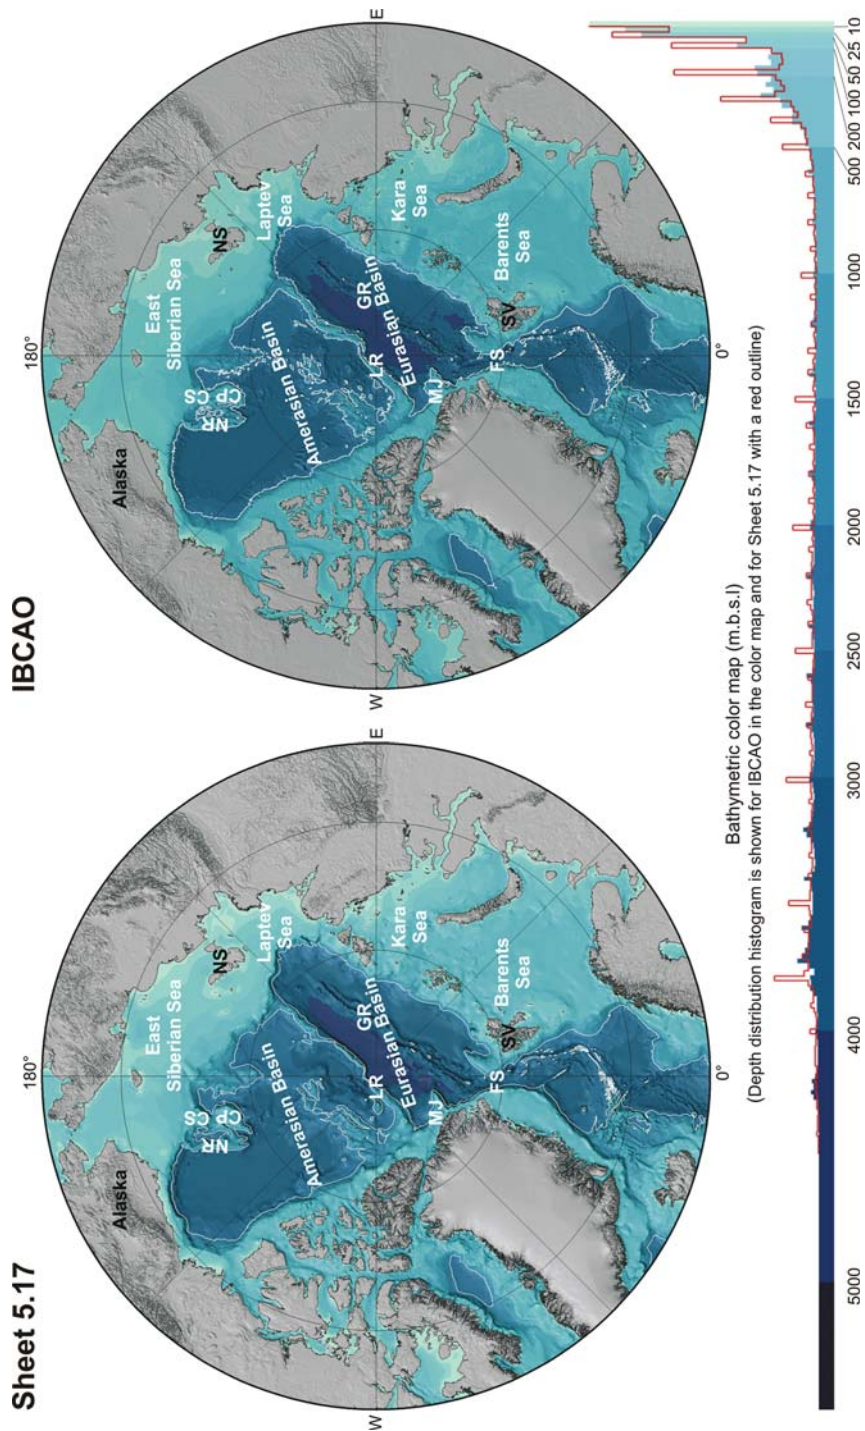 Sheet 5.17
180°
Alaska
East
Siberian Sea
NS
Laptev
Sea
NR
CP CS
Amerasian Basin
LR
GR
Eurasian Basin
Kara
Sea
MJ
FS
SV
Barents
Sea
W
E
0°
IBCAO
180°
Alaska
East
Siberian Sea
NS
Laptev
Sea
NR
CP CS
Amerasian Basin
LR
GR
Eurasian Basin
Kara
Sea
MJ
FS
SV
Barents
Sea
W
E
0°
Bathymetric color map (m.b.s.l)
(Depth distribution histogram is shown for IBCAO in the color map and for Sheet 5.17 with a red outline)
5000 4000 3000 2500 2000 1500 1000 500 200 100 50 25 10